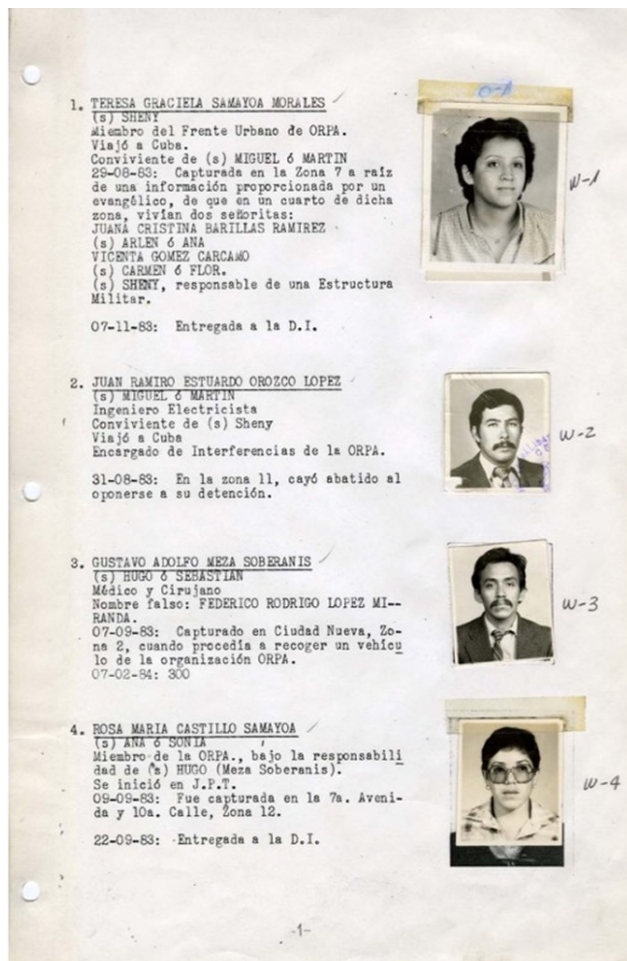 O-A
1. TERESA GRACIELA SAMAYOA MORALES
(s) SHENY
Miembro del Frente Urbano de ORPA.
Viajó a Cuba.
Conviviente de (s) MIGUEL ó MARTIN
29-08-83: Capturada en la Zona 7 a raíz
de una información proporcionada por un
evangélico, de que en un cuarto de dicha
zona, vivían dos señoritas:
JUANA CRISTINA BARILLAS RAMIREZ
(s) ARLEN ó ANA
VICENTA GOMEZ CARCAMO
(s) CARMEN ó FLOR.
(s) SHENY, responsable de una Estructura
Militar.
07-11-83: Entregada a la D.I.
W-1
2. JUAN RAMIRO ESTUARDO OROZCO LOPEZ
(s) MIGUEL ó MARTIN
Ingeniero Electricista
Conviviente de (s) Sheny
Viajó a Cuba
Encargado de Interferencias de la ORPA.
31-08-83: En la zona 11, cayó abatido al
oponerse a su detención.
W-2
3. GUSTAVO ADOLFO MEZA SOBERANIS
(s) HUGO ó SEBASTIAN
Médico y Cirujano
Nombre falso: FEDERICO RODRIGO LOPEZ MI--
RANDA.
07-09-83: Capturado en Ciudad Nueva, Zo-
na 2, cuando procedía a recoger un vehícu
lo de la organización ORPA.
07-02-84: 300
W-3
4. ROSA MARIA CASTILLO SAMAYOA
(s) ANA ó SONIA
Miembro de la ORPA., bajo la responsabili
dad de (a) HUGO (Meza Soberanis).
Se inició en J.P.T.
09-09-83: Fue capturada en la 7a. Aveni-
da y 10a. Calle, Zona 12.
22-09-83: -Entregada a la D.I.
W-4
-1-